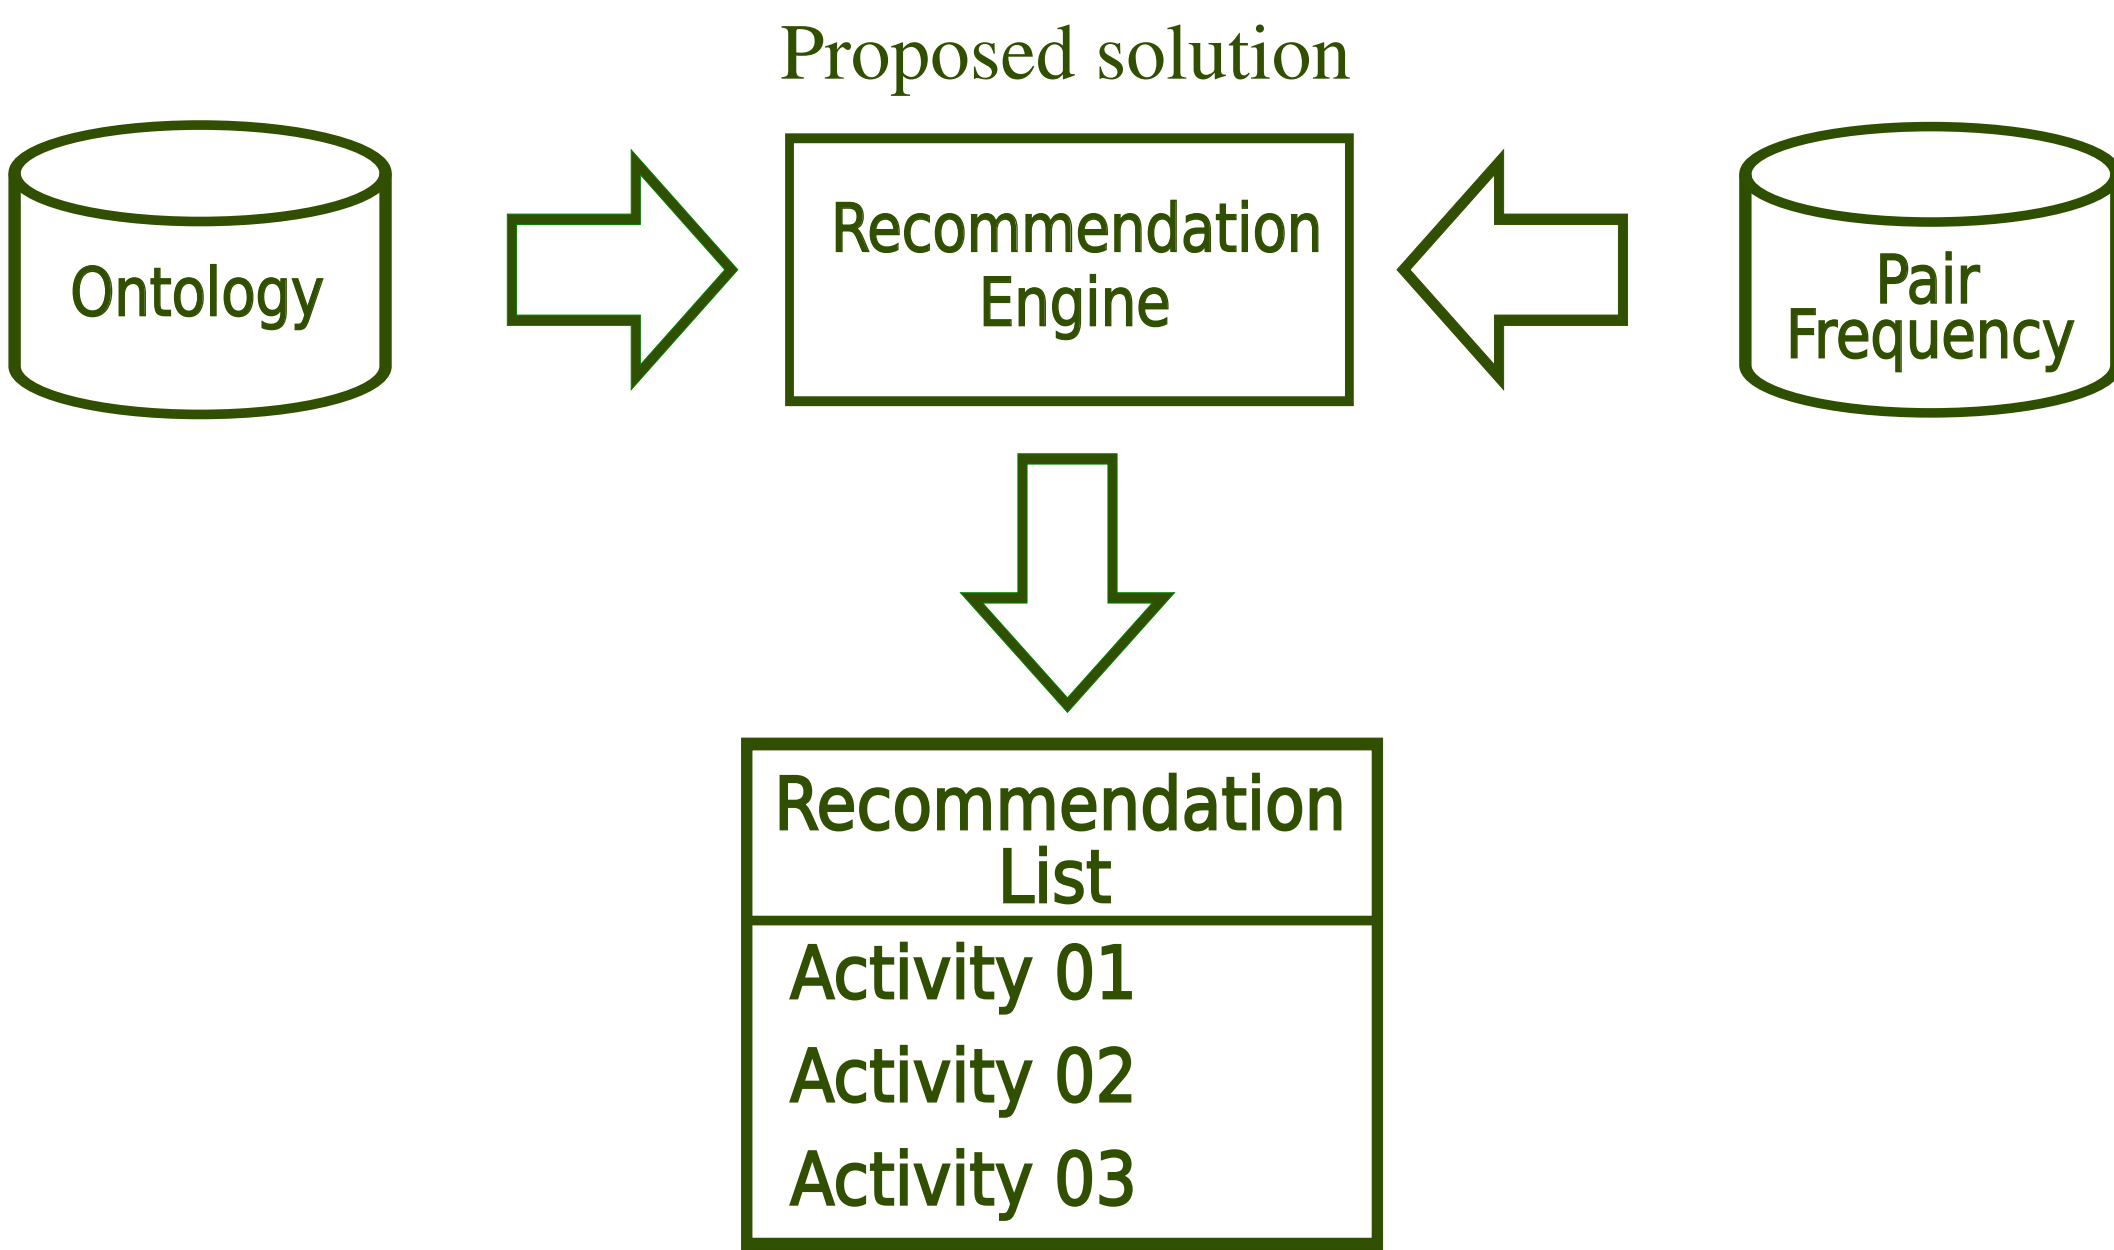 Proposed solution
Ontology
Recommendation
Engine
Pair
Frequency
Recommendation
List
Activity 01
Activity 02
Activity 03